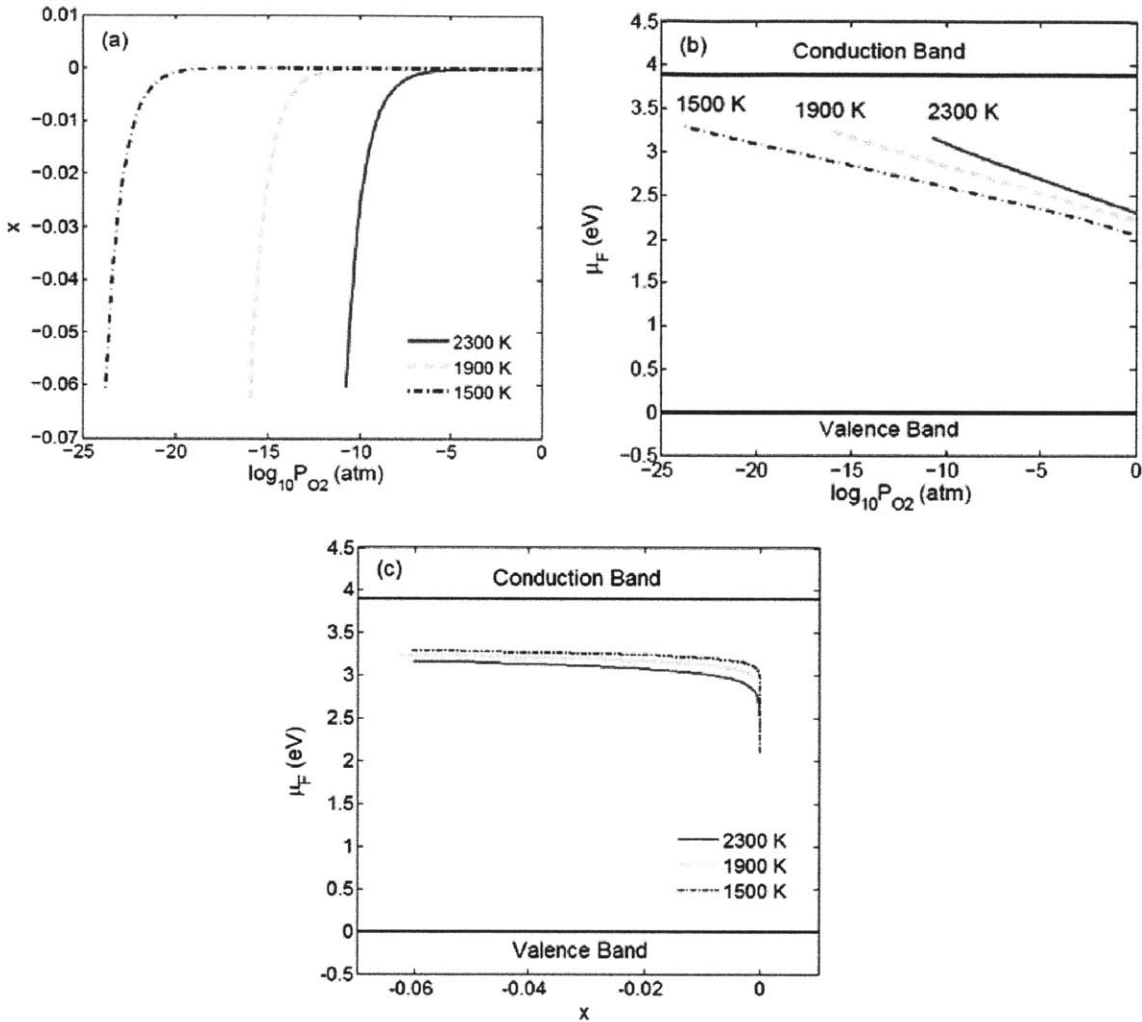 (a)
0.01
0
−0.01
−0.02
−0.03
−0.04
−0.05
−0.06
−0.07
x
2300 K
1900 K
1500 K
−25
−20
−15
−10
−5
0
log₁₀P_O2 (atm)
(b)
Conduction Band
1500 K
1900 K
2300 K
4.5
4
3.5
3
2.5
2
1.5
1
0.5
0
−0.5
μ_F (eV)
Valence Band
−25
−20
−15
−10
−5
0
log₁₀P_O2 (atm)
(c)
Conduction Band
4.5
4
3.5
3
2.5
2
1.5
1
0.5
0
-0.5
μ_F (eV)
2300 K
1900 K
1500 K
Valence Band
-0.06
-0.04
-0.02
0
x